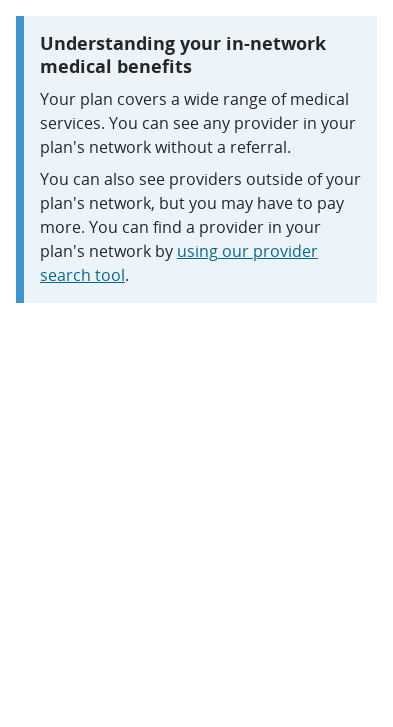 Understanding your in-network
medical benefits
Your plan covers a wide range of medical
services. You can see any provider in your
plan's network without a referral.
You can also see providers outside of your
plan's network, but you may have to pay
more. You can find a provider in your
plan's network by using our provider
search tool.